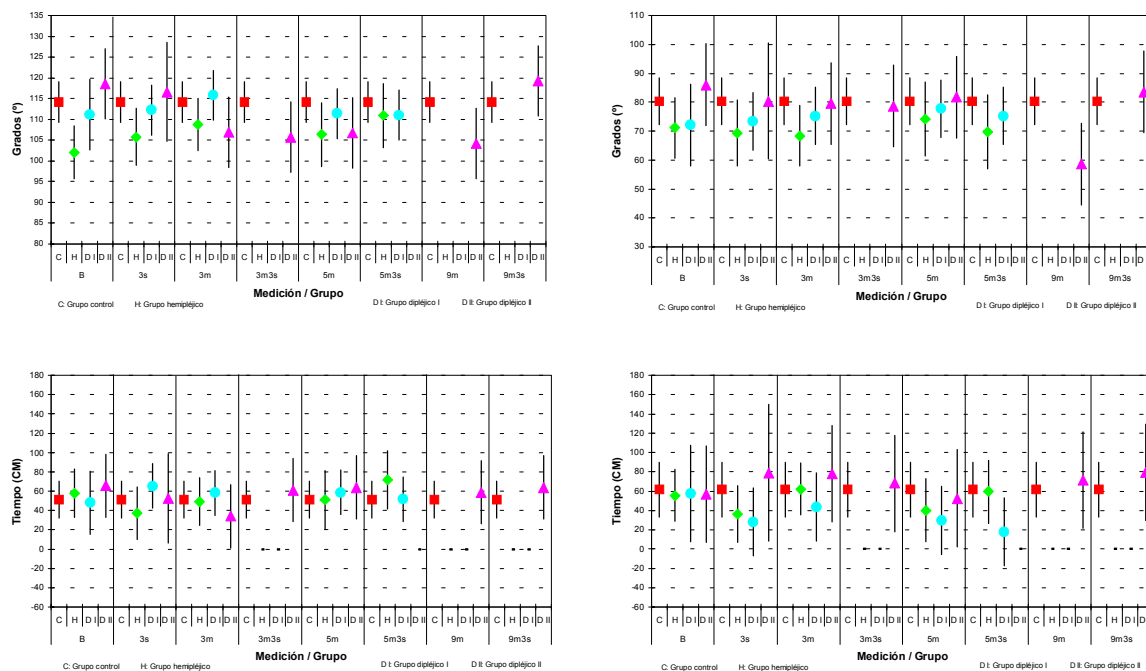 135
130
125
120
115
110
105
100
95
90
85
80
Grados (º)
C H D I D II C H D I D II C H D I D II C H D I D II C H D I D II C H D I D II C H D I D II C H D I D II
B 3s 3m 3m3s 5m 5m3s 9m 9m3s
Medición / Grupo
C: Grupo control H: Grupo hemipléjico D I: Grupo dipléjico I D II: Grupo dipléjico II
110
100
90
80
70
60
50
40
30
Grados (º)
C H D I D II C H D I D II C H D I D II C H D I D II C H D I D II C H D I D II C H D I D II C H D I D
B 3s 3m 3m3s 5m 5m3s 9m 9m3s
Medición / Grupo
C: Grupo control H: Grupo hemipléjico D I: Grupo dipléjico I D II: Grupo dipléjico II
180
160
140
120
100
80
60
40
20
0
-20
-40
-60
Tiempo (CM)
C H D I D II C H D I D II C H D I D II C H D I D II C H D I D II C H D I D II C H D I D II C H D I D II
B 3s 3m 3m3s 5m 5m3s 9m 9m3s
Medición / Grupo
C: Grupo control H: Grupo hemipléjico D I: Grupo dipléjico I D II: Grupo dipléjico II
180
160
140
120
100
80
60
40
20
0
-20
-40
-60
Tiempo (CM)
C H D I D II C H D I D II C H D I D II C H D I D II C H D I D II C H D I D II C H D I D II C H D I D
B 3s 3m 3m3s 5m 5m3s 9m 9m3s
Medición / Grupo
C: Grupo control H: Grupo hemipléjico D I: Grupo dipléjico I D II: Grupo dipléjico II